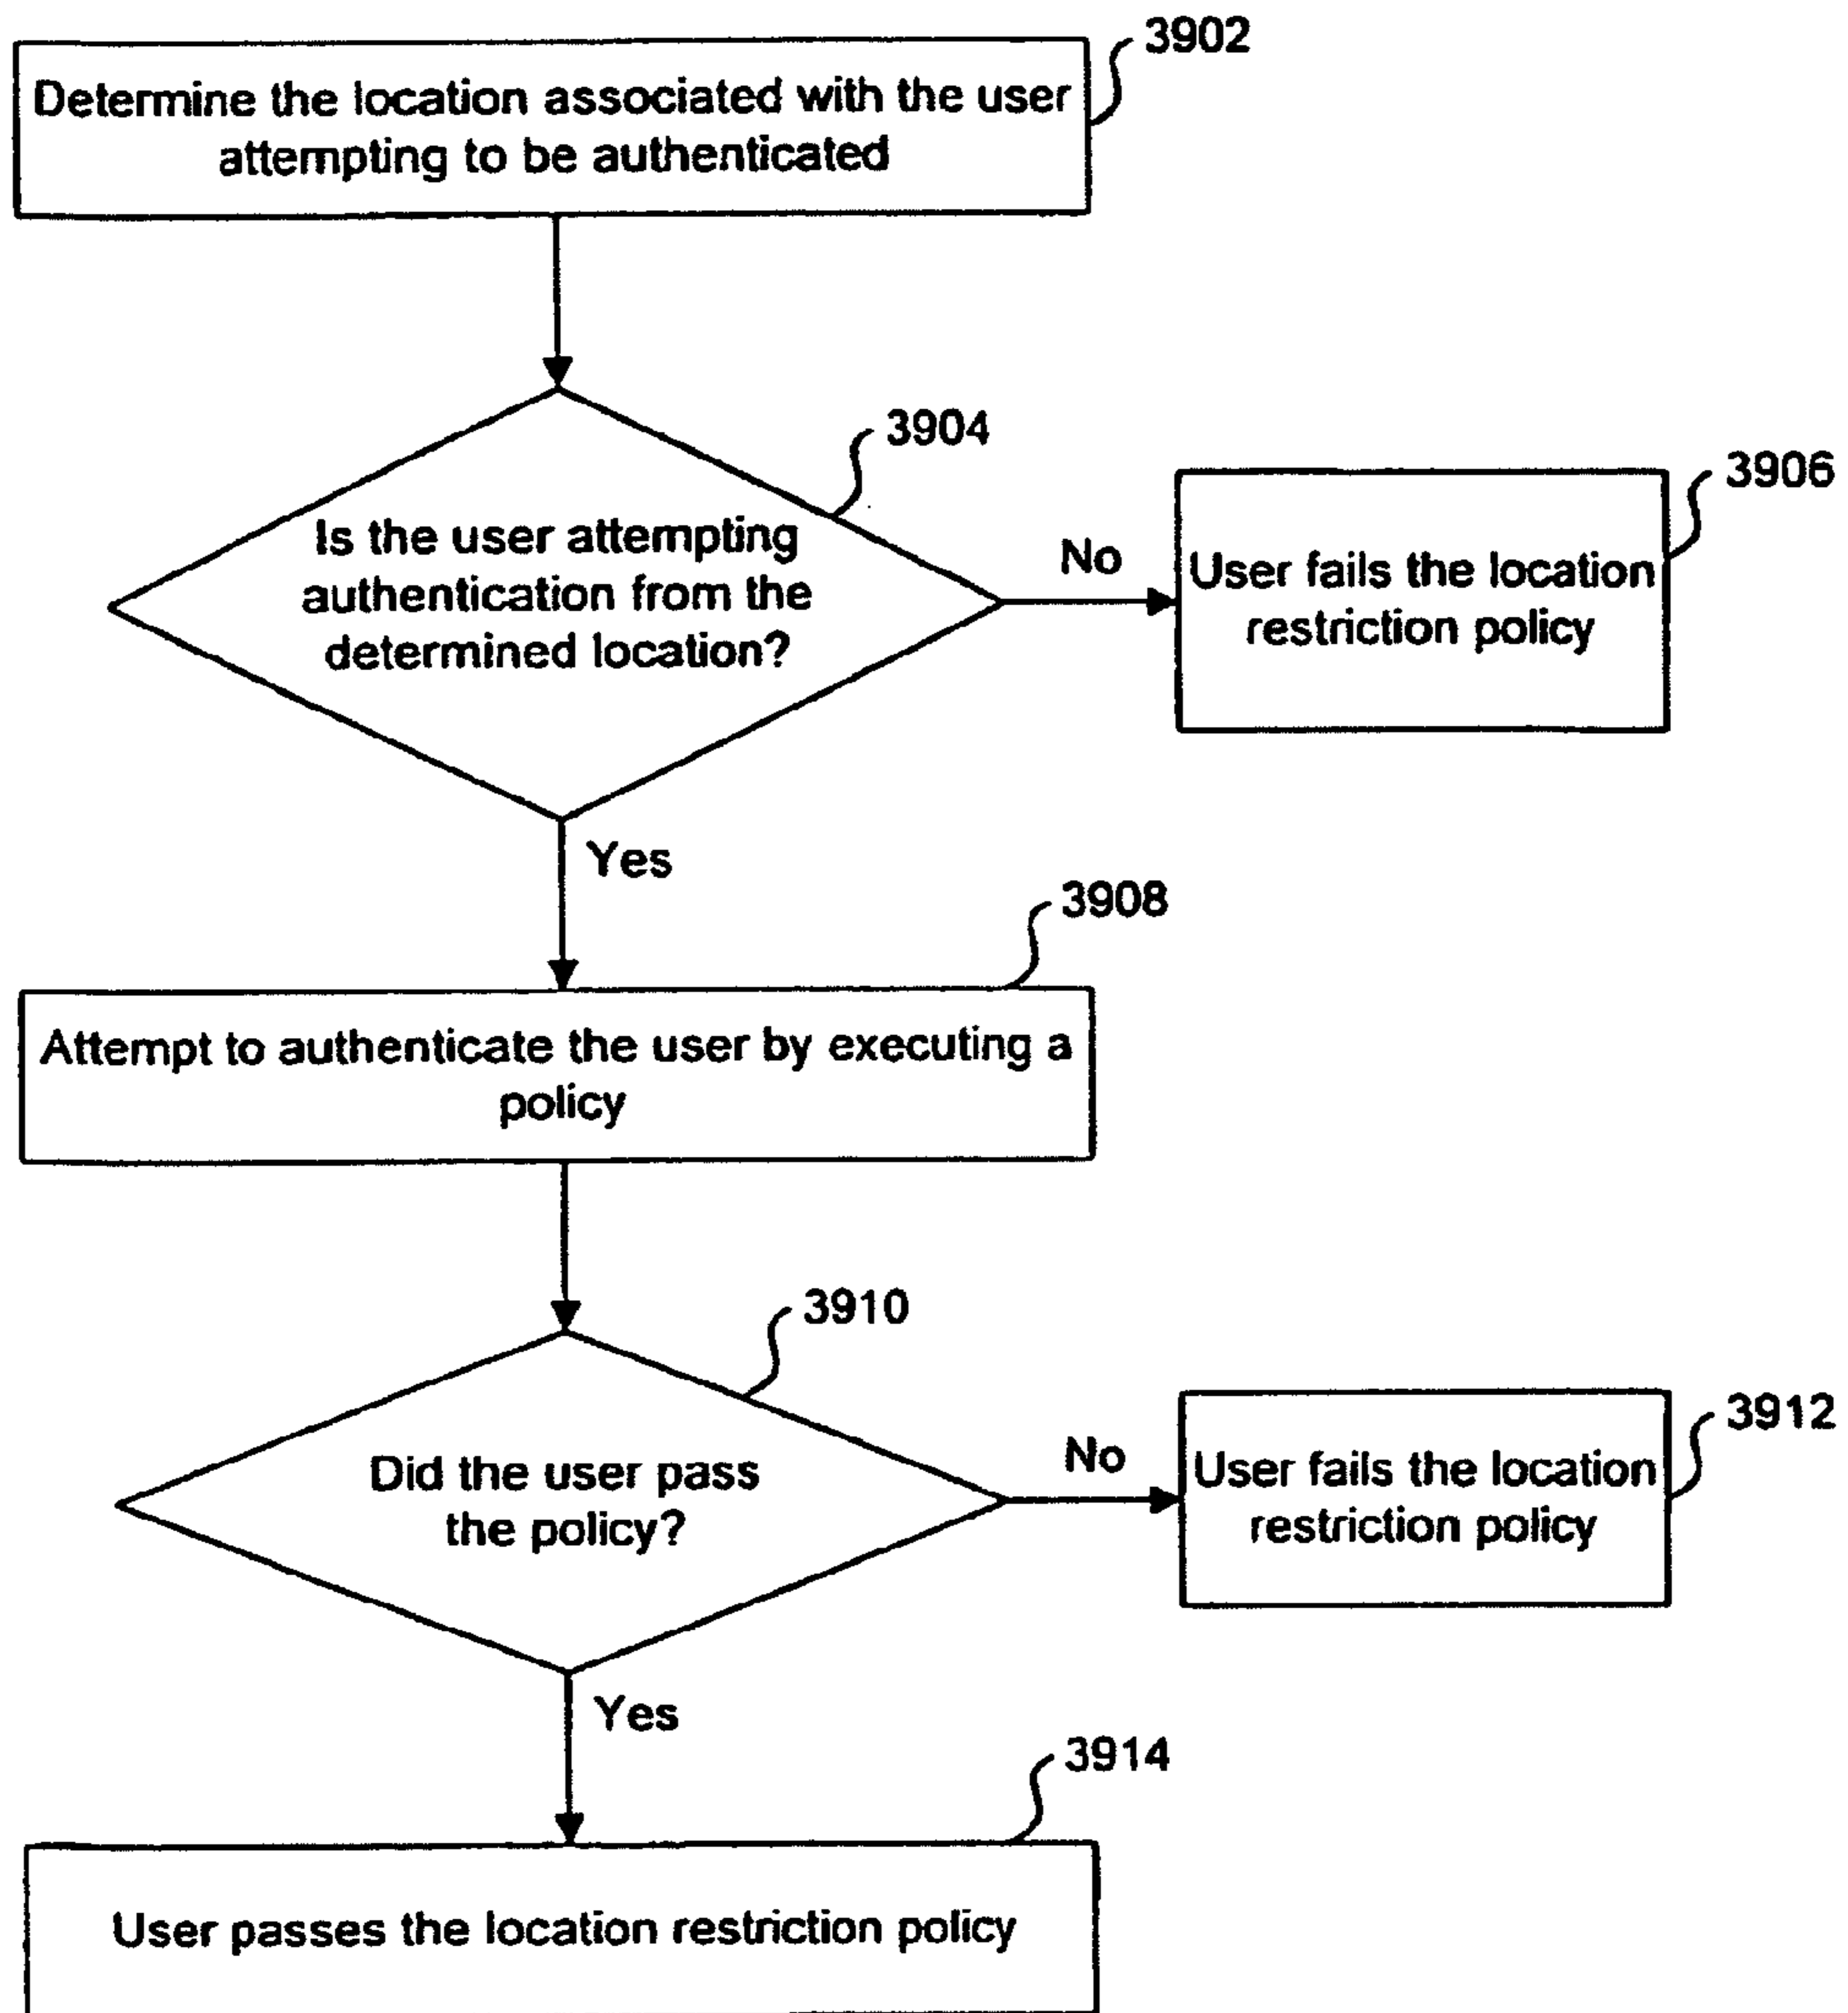 3902
Determine the location associated with the user
attempting to be authenticated
3904
Is the user attempting
authentication from the
determined location?
No
3906
User fails the location
restriction policy
Yes
3908
Attempt to authenticate the user by executing a
policy
3910
Did the user pass
the policy?
No
3912
User fails the location
restriction policy
Yes
3914
User passes the location restriction policy